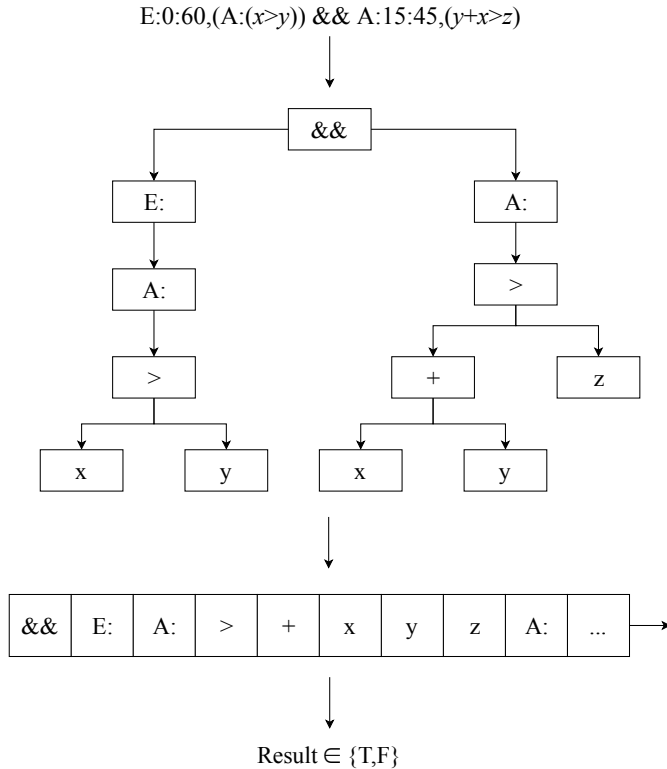 E:0:60,(A:(x>y)) && A:15:45,(y+x>z)
&&
E: A:
A: >
> + z
x y x y
&& E: A: > + x y z A: ...
Result ∈ {T,F}